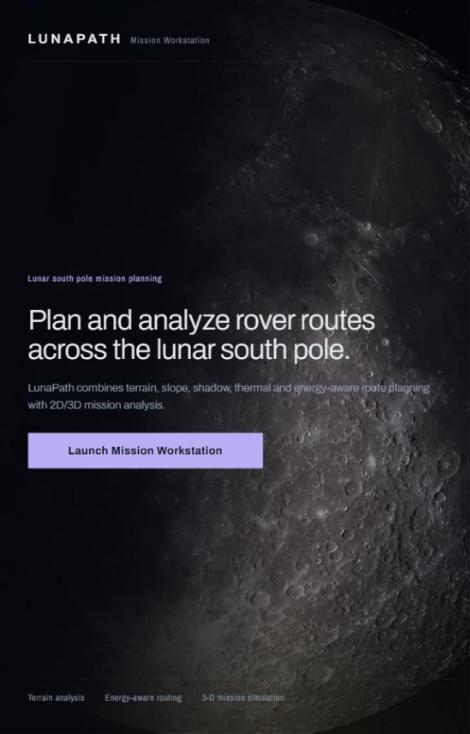 LUNAPATH Mission Workstation
Lunar south pole mission planning
Plan and analyze rover routes
across the lunar south pole.
LunaPath combines terrain, slope, shadow, thermal and energy-aware route planning
with 2D/3D mission analysis.
Launch Mission Workstation
Terrain analysis Energy-aware routing 3-D mission simulation